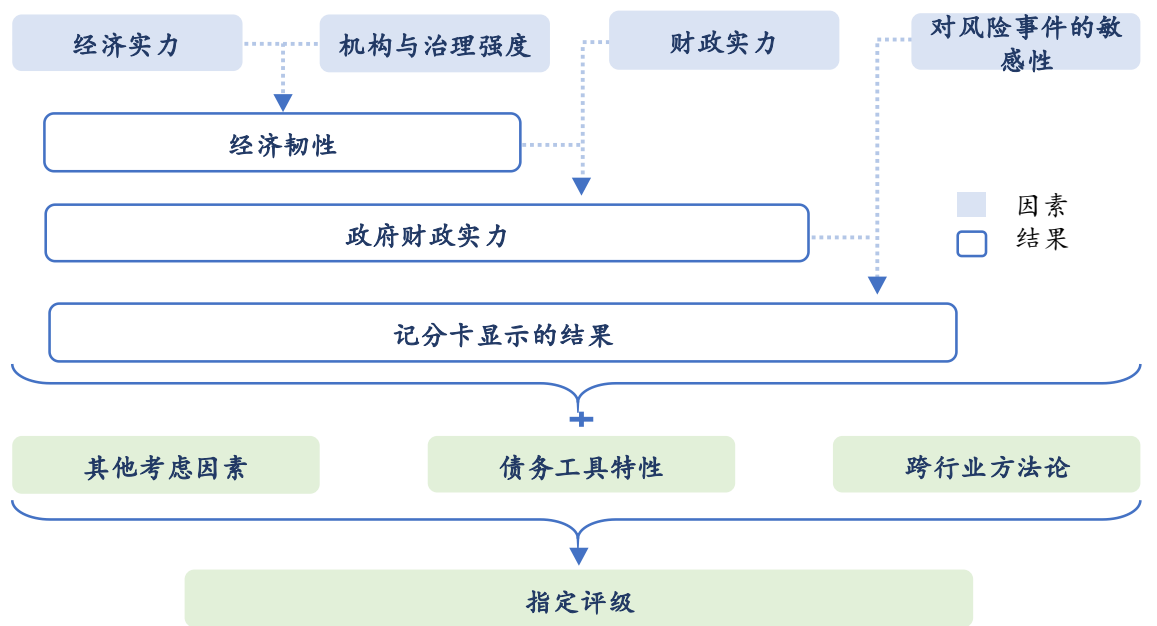 经济实力
机构与治理强度
财政实力
对风险事件的敏
感性
经济韧性
政府财政实力
因素
结果
记分卡显示的结果
+
其他考虑因素
债务工具特性
跨行业方法论
指定评级